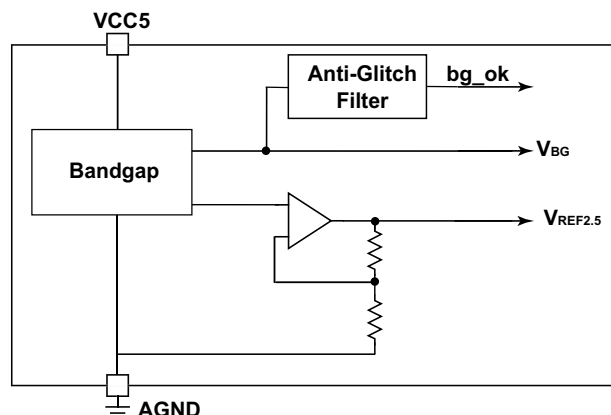 VCC5
Anti-Glitch
Filter
bg_ok
Bandgap
VBG
VREF2.5
AGND